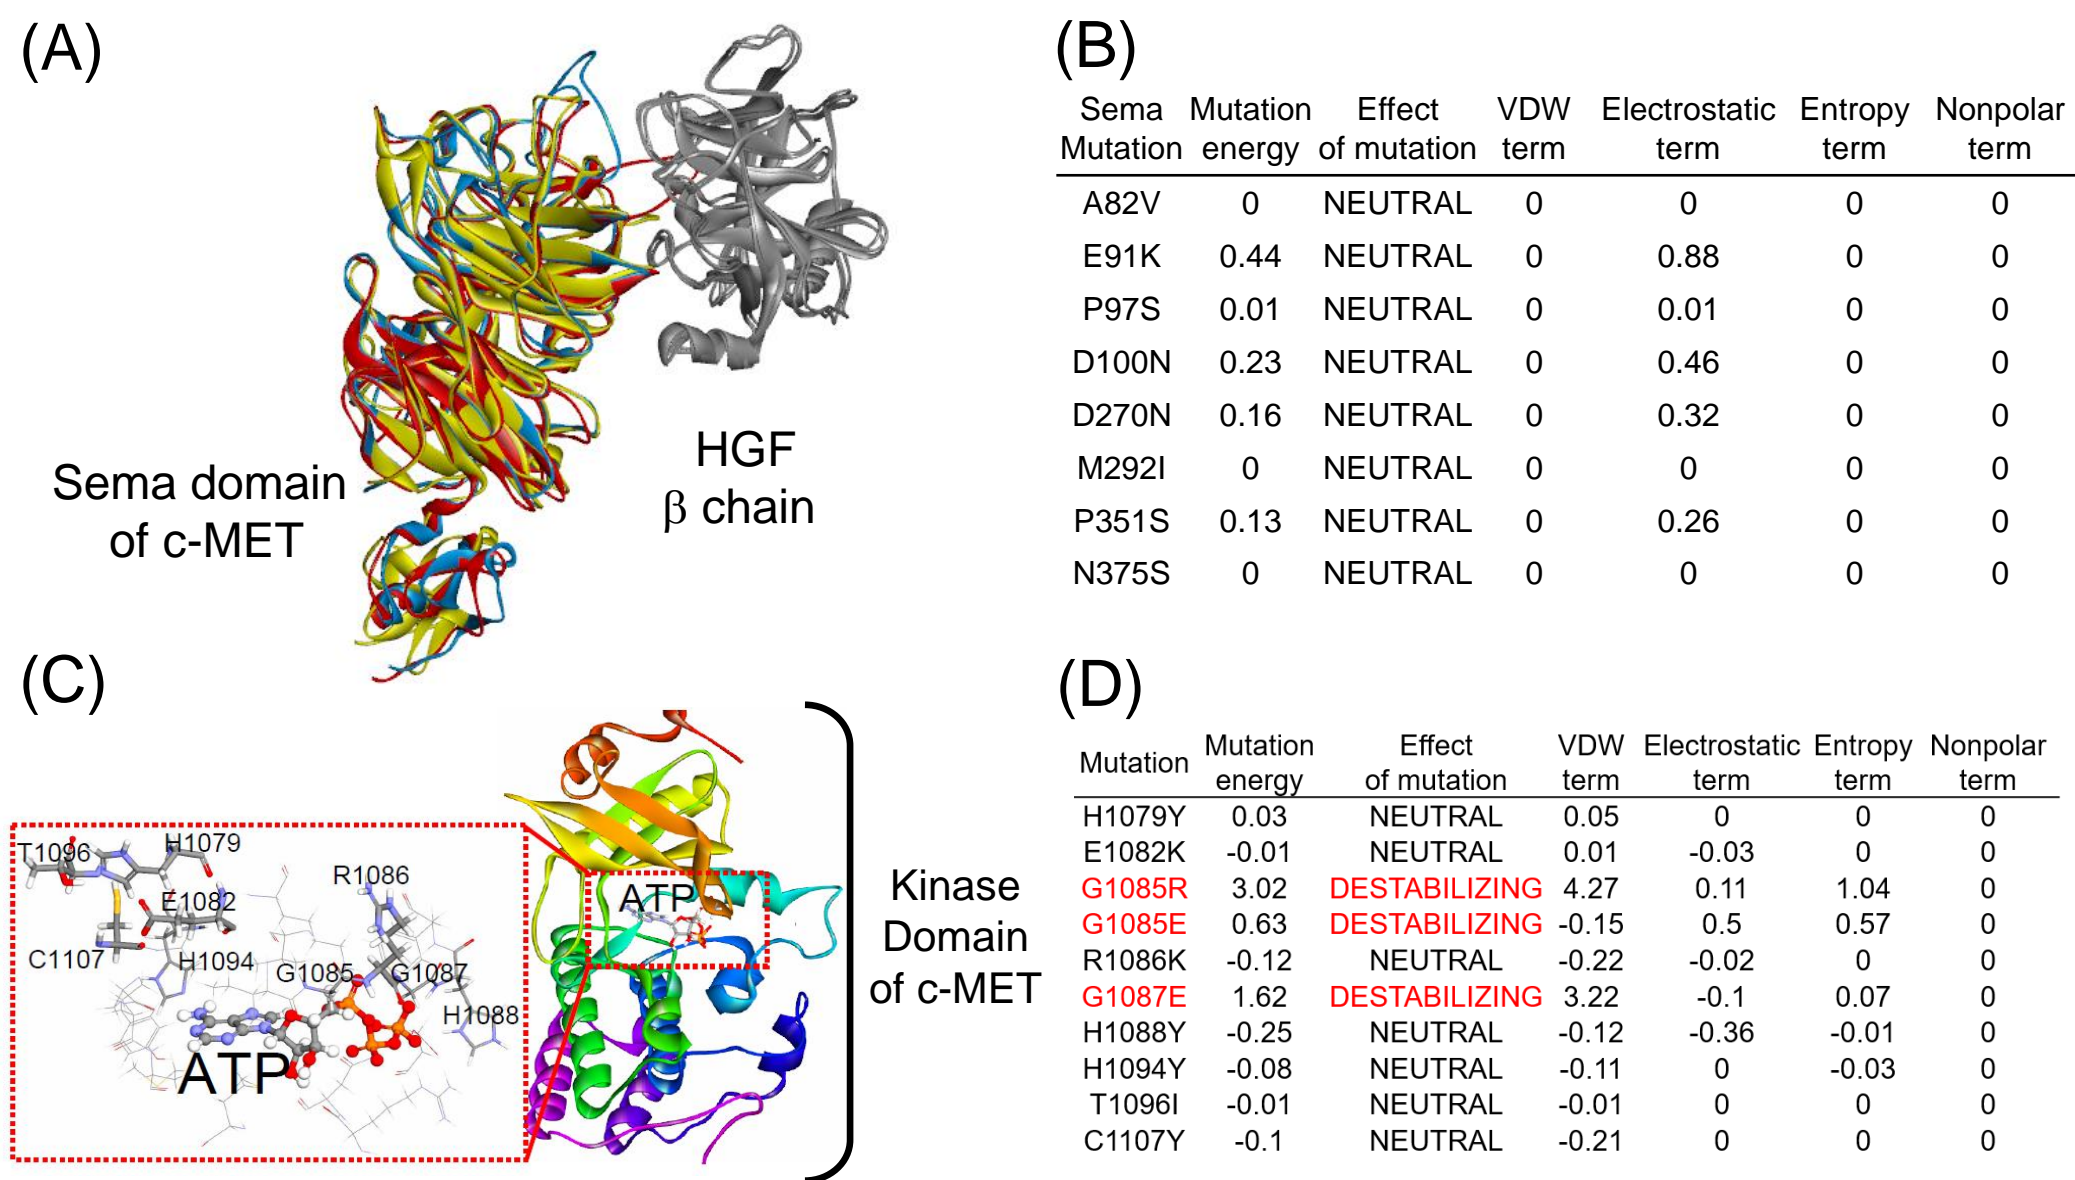 (A)
Sema domain
of c-MET
HGF
β chain
(B)
Sema Mutation Effect VDW Electrostatic Entropy Nonpolar
Mutation energy of mutation term term term term
A82V 0 NEUTRAL 0 0 0 0
E91K 0.44 NEUTRAL 0 0.88 0 0
P97S 0.01 NEUTRAL 0 0.01 0 0
D100N 0.23 NEUTRAL 0 0.46 0 0
D270N 0.16 NEUTRAL 0 0.32 0 0
M292I 0 NEUTRAL 0 0 0 0
P351S 0.13 NEUTRAL 0 0.26 0 0
N375S 0 NEUTRAL 0 0 0 0
(C)
T1096
H1079
R1086
E1082
C1107
H1094
G1085
G1087
H1088
ATP
ATP
Kinase
Domain
of c-MET
(D)
Mutation Mutation Effect VDW Electrostatic Entropy Nonpolar
energy of mutation term term term term
H1079Y 0.03 NEUTRAL 0.05 0 0 0
E1082K -0.01 NEUTRAL 0.01 -0.03 0 0
G1085R 3.02 DESTABILIZING 4.27 0.11 1.04 0
G1085E 0.63 DESTABILIZING -0.15 0.5 0.57 0
R1086K -0.12 NEUTRAL -0.22 -0.02 0 0
G1087E 1.62 DESTABILIZING 3.22 -0.1 0.07 0
H1088Y -0.25 NEUTRAL -0.12 -0.36 -0.01 0
H1094Y -0.08 NEUTRAL -0.11 0 -0.03 0
T1096I -0.01 NEUTRAL -0.01 0 0 0
C1107Y -0.1 NEUTRAL -0.21 0 0 0